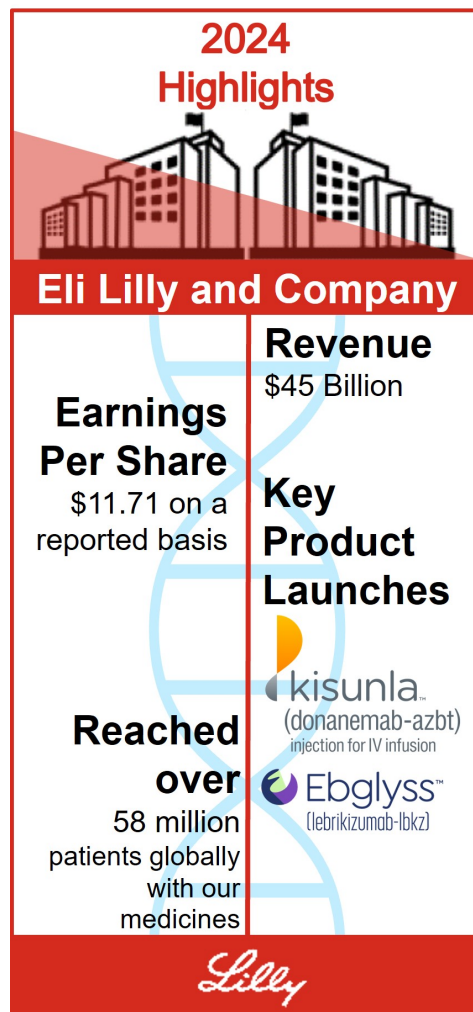 2024
Highlights
Eli Lilly and Company
Revenue
$45 Billion
Earnings
Per Share
$11.71 on a
reported basis
Key
Product
Launches
kisunla™
(donanemab-azbt)
injection for IV infusion
Reached
over
58 million
patients globally
with our
medicines
Ebglyss™
(lebrikizumab-lbkz)
Lilly